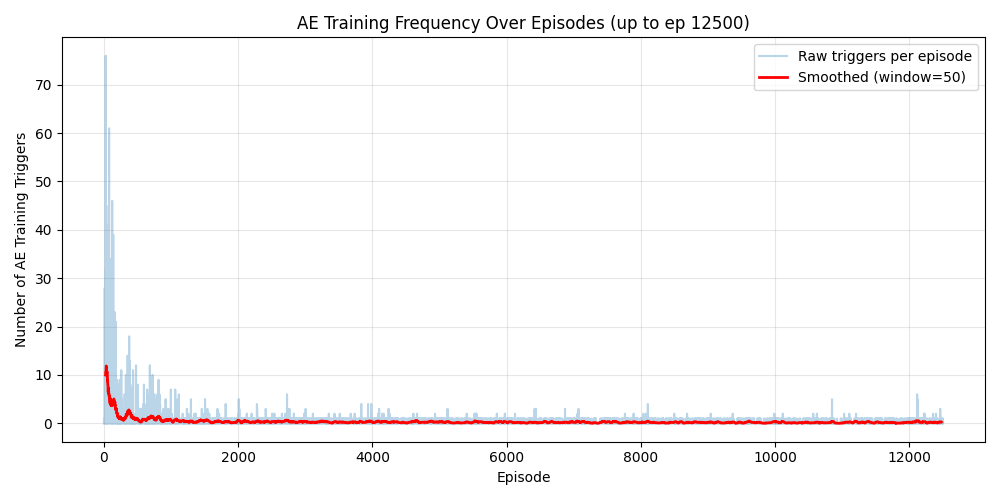 AE Training Frequency Over Episodes (up to ep 12500)
Raw triggers per episode
Smoothed (window=50)
Number of AE Training Triggers
70
60
50
40
30
20
10
0
0 2000 4000 6000 8000 10000 12000
Episode